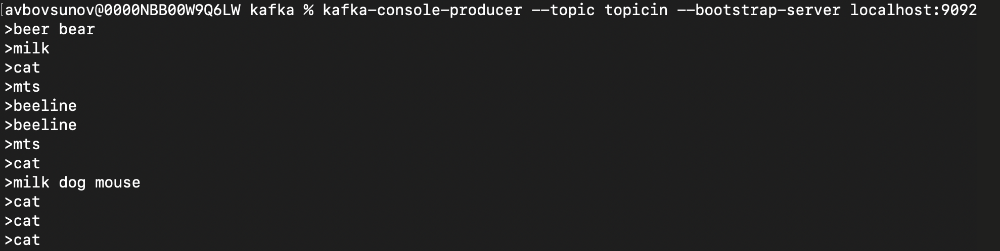 [avbovsunov@0000NBB00W9Q6LW kafka % kafka-console-producer --topic topicin --bootstrap-server localhost:9092
>beer bear
>milk
>cat
>mts
>beeline
>beeline
>mts
>cat
>milk dog mouse
>cat
>cat
>cat